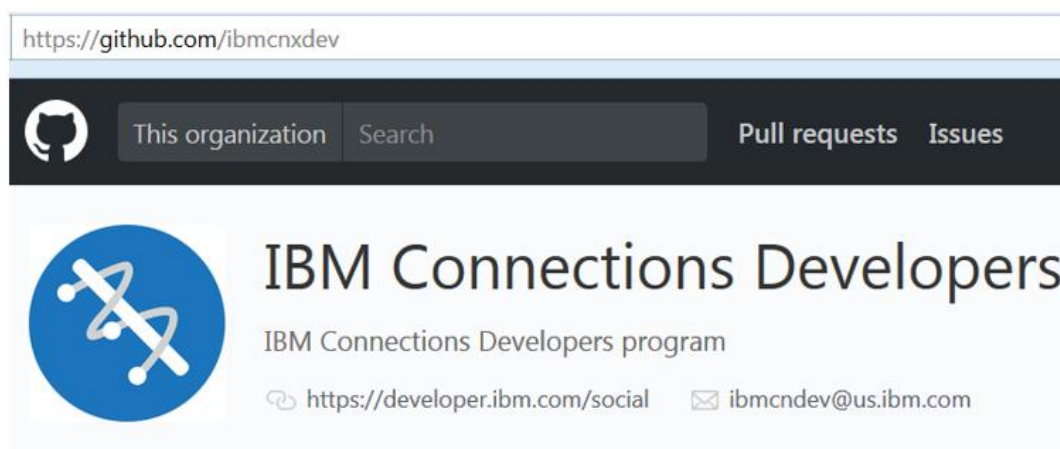 https://github.com/ibmcnxdev
This organization Search Pull requests Issues
IBM Connections Developers
IBM Connections Developers program
https://developer.ibm.com/social ibmcndev@us.ibm.com